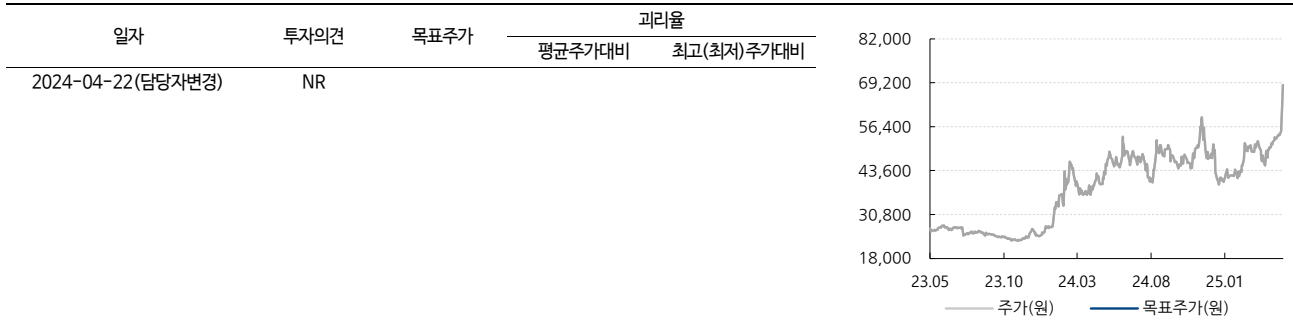 일자 투자의견 목표주가 괴리율
평균주가대비 최고(최저)주가대비
2024-04-22(담당자변경) NR
82,000
69,200
56,400
43,600
30,800
18,000
23.05 23.10 24.03 24.08 25.01
주가(원) 목표주가(원)